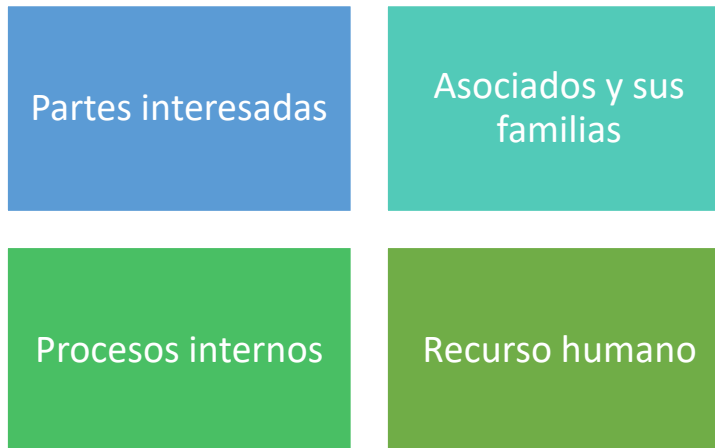 Partes interesadas
Asociados y sus
familias
Procesos internos
Recurso humano